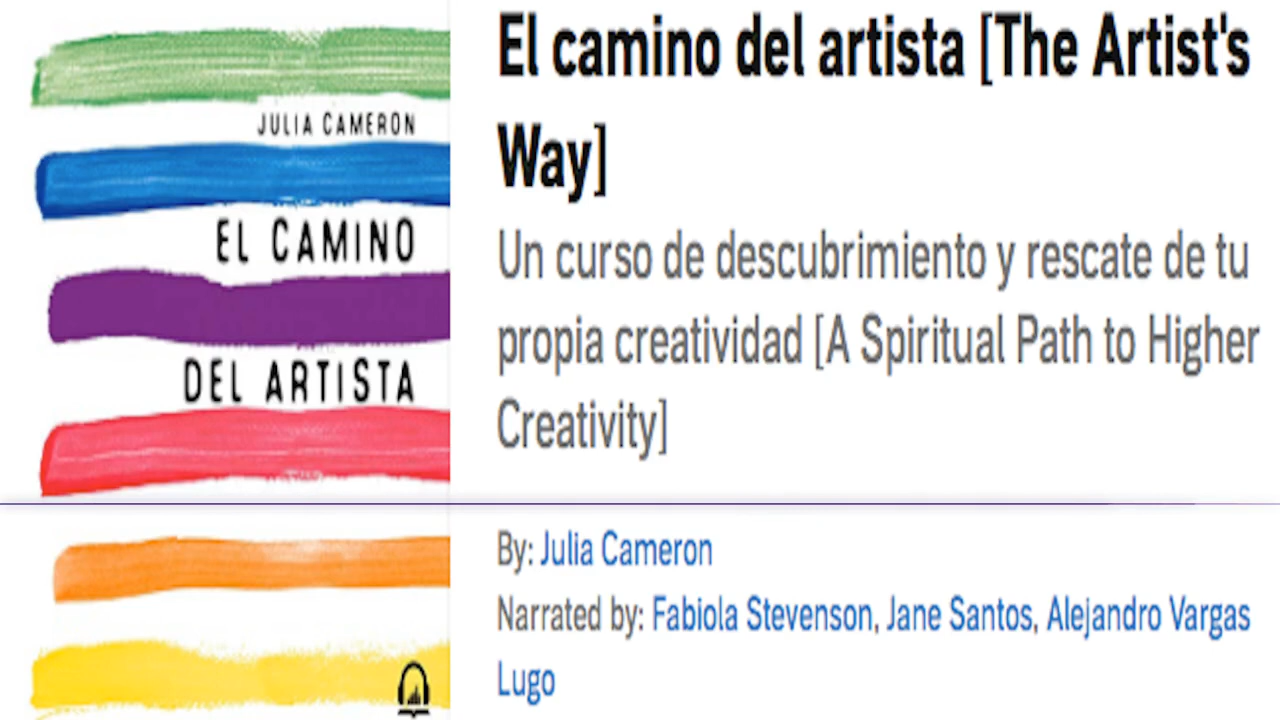 JULIA CAMERON
EL CAMINO
DEL ARTISTA
El camino del artista [The Artist's
Way]
Un curso de descubrimiento y rescate de tu
propia creatividad [A Spiritual Path to Higher
Creativity]
By: Julia Cameron
Narrated by: Fabiola Stevenson, Jane Santos, Alejandro Vargas
Lugo